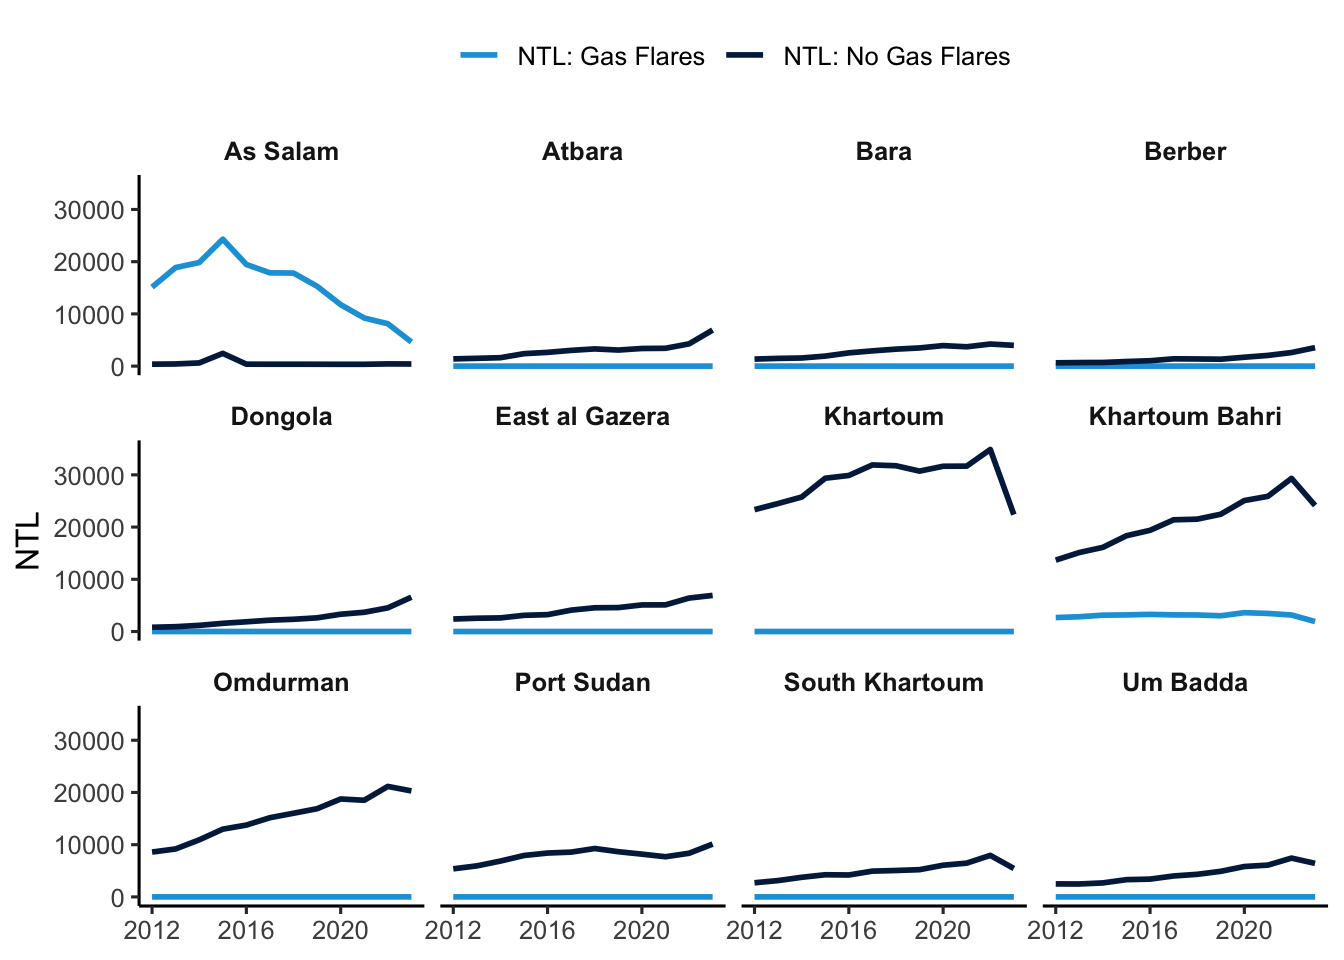 NTL: Gas Flares NTL: No Gas Flares
As Salam Atbara Bara Berber
30000
20000
10000
0
Dongola East al Gazera Khartoum Khartoum Bahri
NTL
30000
20000
10000
0
Omdurman Port Sudan South Khartoum Um Badda
30000
20000
10000
0
2012 2016 2020 2012 2016 2020 2012 2016 2020 2012 2016 2020